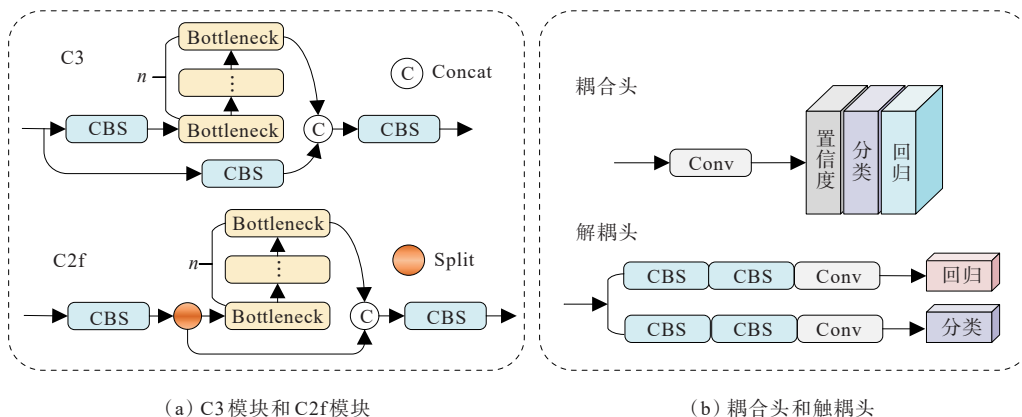 C3
Bottleneck
n
⋮
Bottleneck
CBS
CBS
C
CBS
C Concat
C2f
Bottleneck
n
⋮
Bottleneck
CBS
C
CBS
Split
(a) C3模块和C2f模块
耦合头
Conv
置信度
分类
回归
解耦头
CBS CBS Conv 回归
CBS CBS Conv 分类
(b) 耦合头和触耦头